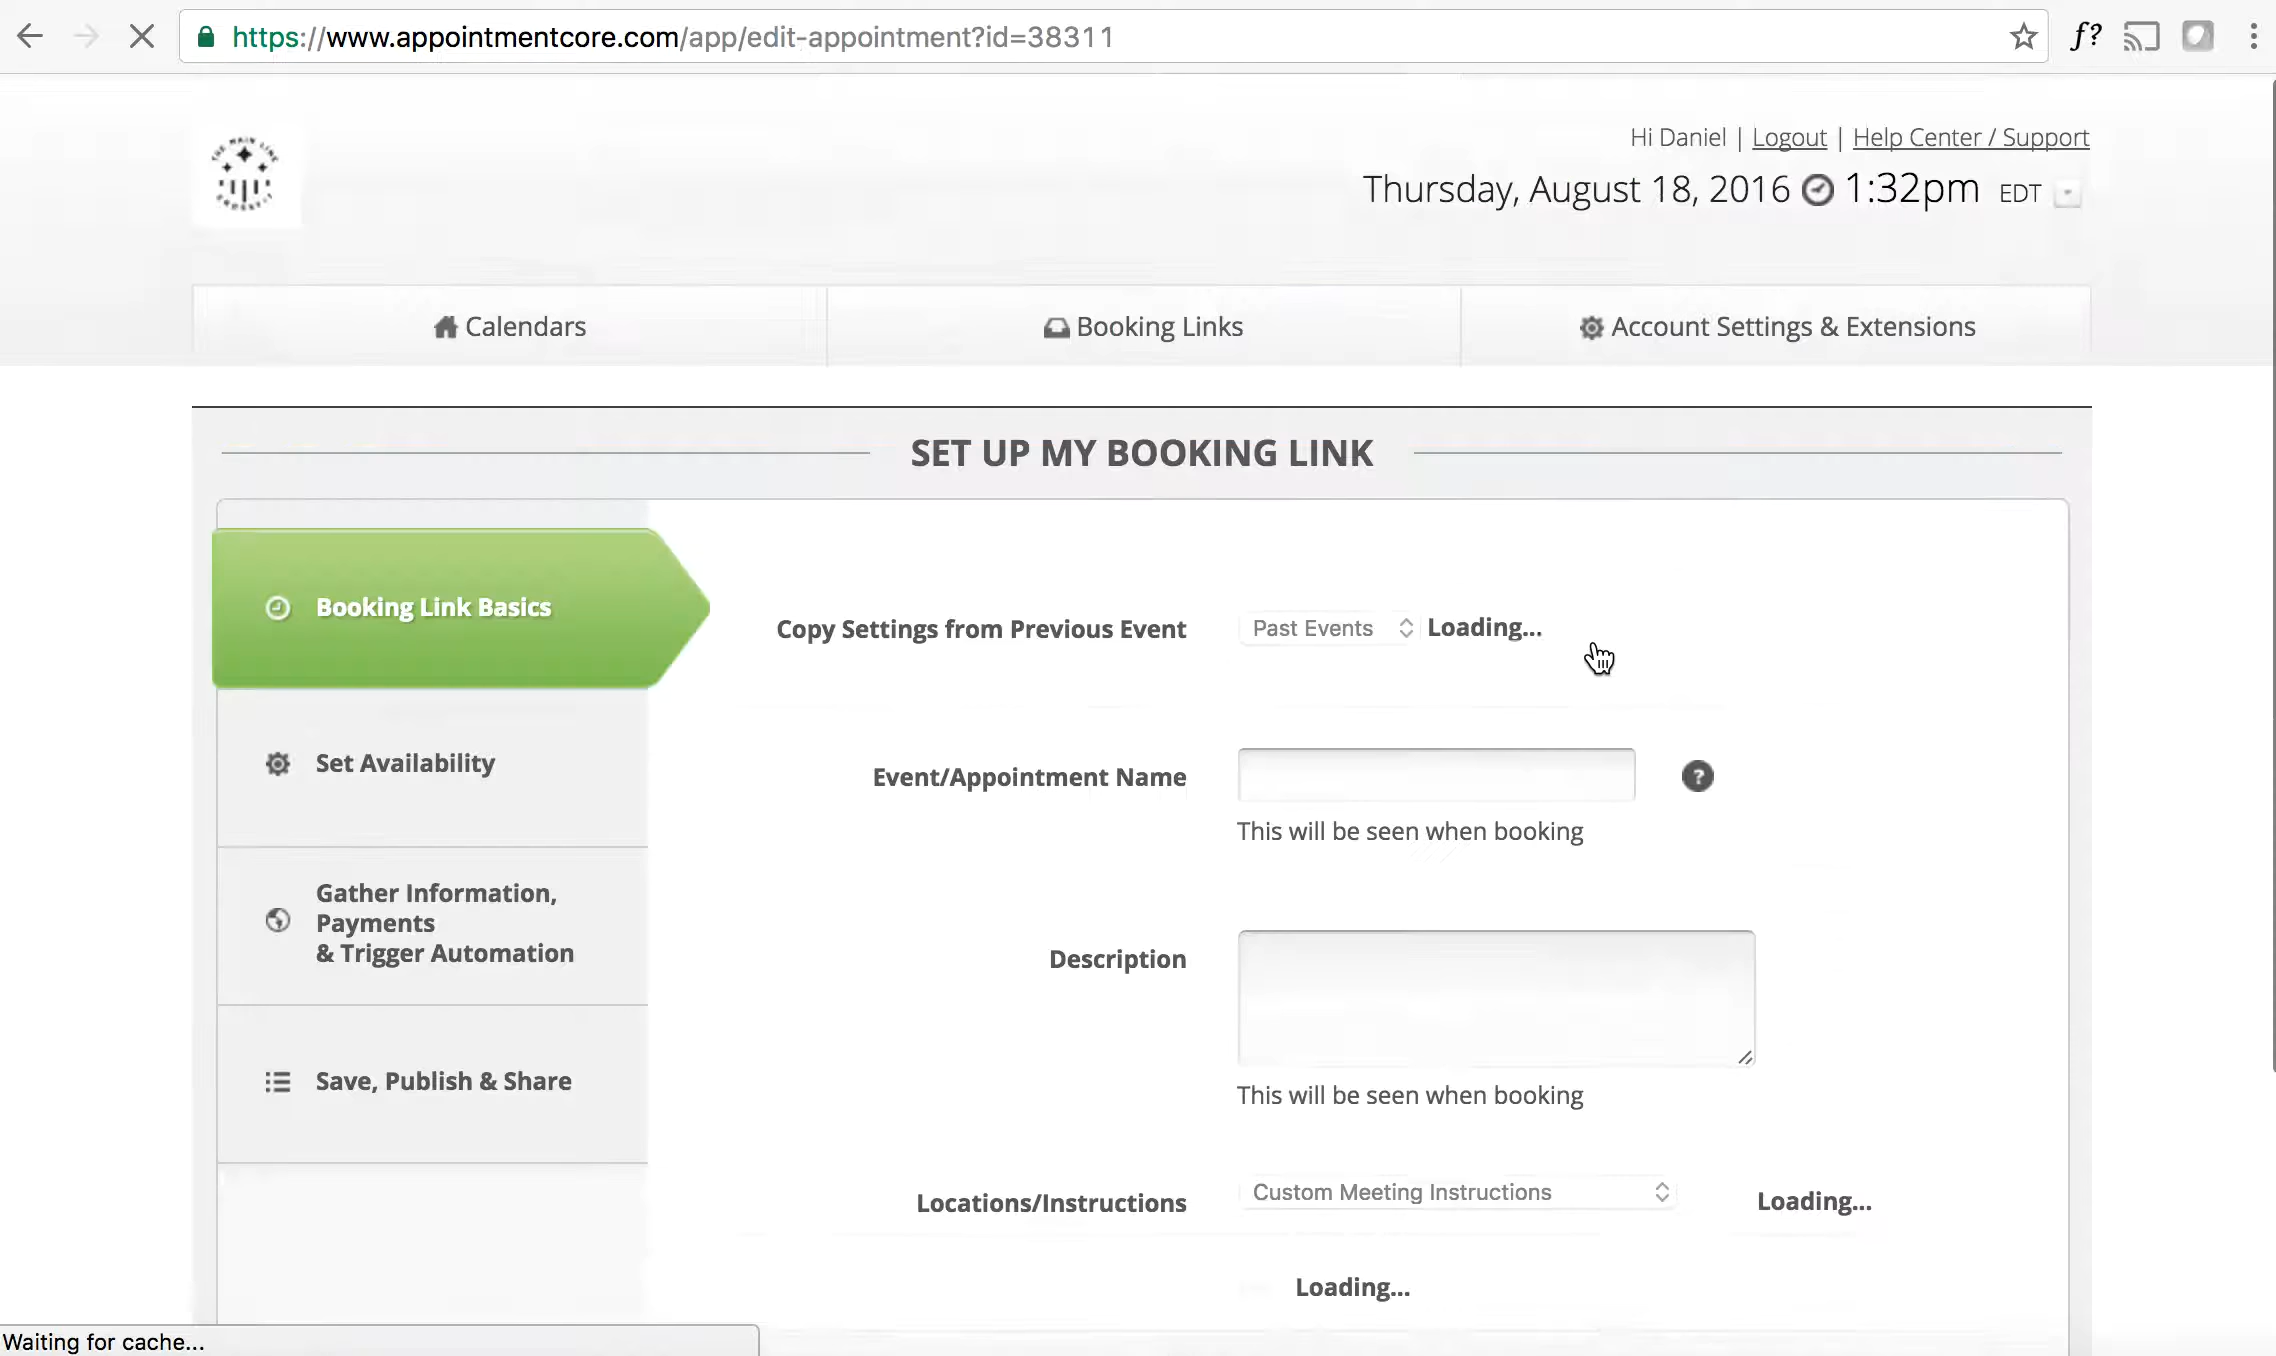 https://www.appointmentcore.com/app/edit-appointment?id=38311
f?
THE MAIN LINE
CROSSFIT
Hi Daniel | Logout | Help Center / Support
Thursday, August 18, 2016 1:32pm EDT
Calendars
Booking Links
Account Settings & Extensions
SET UP MY BOOKING LINK
Booking Link Basics
Set Availability
Gather Information,
Payments
& Trigger Automation
Save, Publish & Share
Copy Settings from Previous Event
Past Events
Loading...
Event/Appointment Name
?
This will be seen when booking
Description
This will be seen when booking
Locations/Instructions
Custom Meeting Instructions
Loading...
Loading...
Waiting for cache...